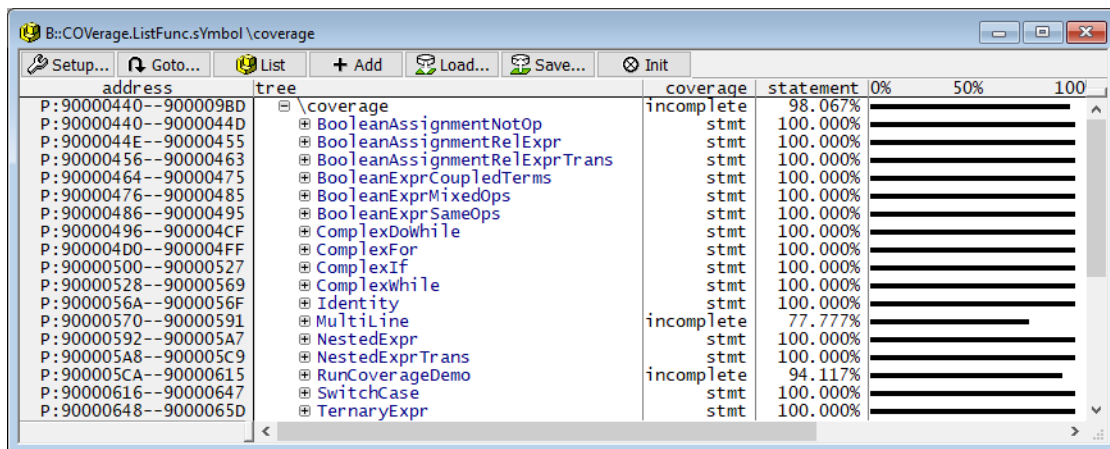 B::COVerage.ListFunc.sYmbol \coverage
Setup... Goto... List Add Load... Save... Init
address tree coverage statement 0% 50% 100
P:90000440--900009BD \coverage incomplete 98.067%
P:90000440--9000044D BooleanAssignmentNotOp stmt 100.000%
P:9000044E--90000455 BooleanAssignmentRelExpr stmt 100.000%
P:90000456--90000463 BooleanAssignmentRelExprTrans stmt 100.000%
P:90000464--90000475 BooleanExprCoupledTerms stmt 100.000%
P:90000476--90000485 BooleanExprMixedOps stmt 100.000%
P:90000486--90000495 BooleanExprSameOps stmt 100.000%
P:90000496--900004CF ComplexDoWhile stmt 100.000%
P:900004D0--900004FF ComplexFor stmt 100.000%
P:90000500--90000527 ComplexIf stmt 100.000%
P:90000528--90000569 ComplexWhile stmt 100.000%
P:9000056A--9000056F Identity stmt 100.000%
P:90000570--90000591 MultiLine incomplete 77.777%
P:90000592--900005A7 NestedExpr stmt 100.000%
P:900005A8--900005C9 NestedExprTrans stmt 100.000%
P:900005CA--90000615 RunCoverageDemo incomplete 94.117%
P:90000616--90000647 SwitchCase stmt 100.000%
P:90000648--9000065D TernaryExpr stmt 100.000%